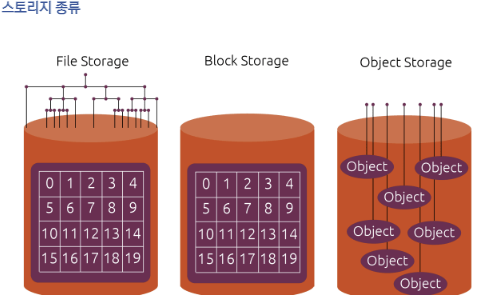 스토리지 종류
File Storage
Block Storage
Object Storage
0 1 2 3 4
5 6 7 8 9
10 11 12 13 14
15 16 17 18 19
0 1 2 3 4
5 6 7 8 9
10 11 12 13 14
15 16 17 18 19
Object
Object
Object
Object
Object
Object
Object